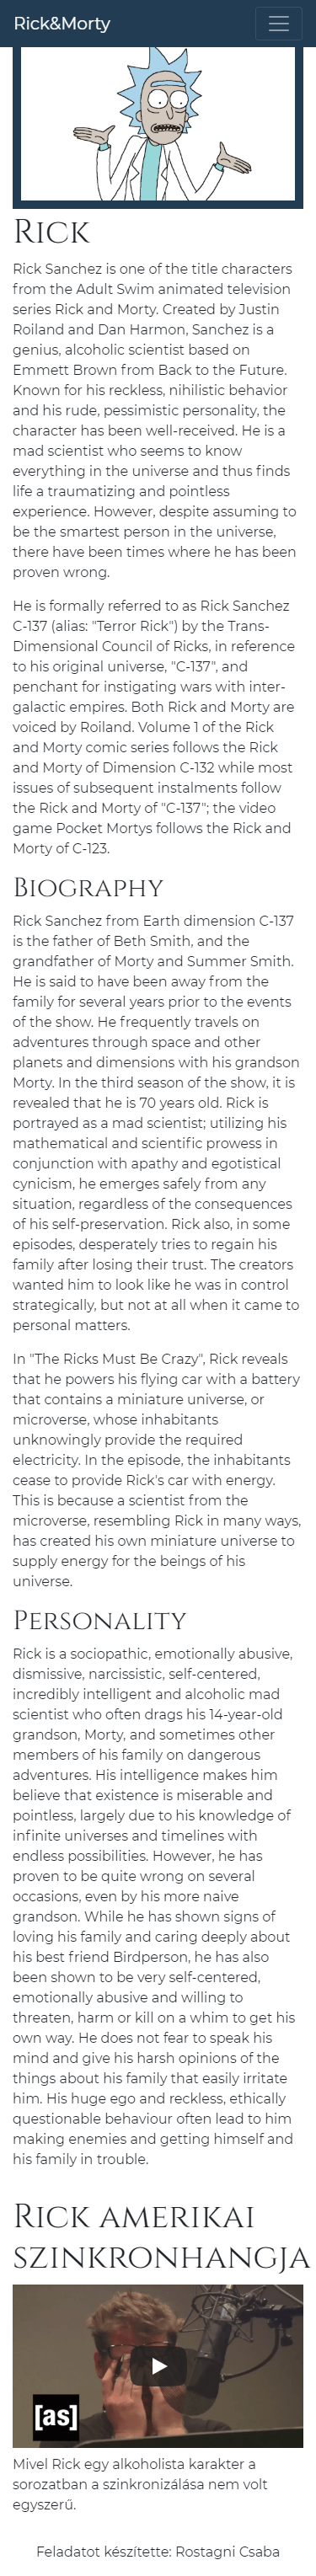 Rick&Morty
Rick
Rick Sanchez is one of the title characters
from the Adult Swim animated television
series Rick and Morty. Created by Justin
Roiland and Dan Harmon, Sanchez is a
genius, alcoholic scientist based on
Emmett Brown from Back to the Future.
Known for his reckless, nihilistic behavior
and his rude, pessimistic personality, the
character has been well-received. He is a
mad scientist who seems to know
everything in the universe and thus finds
life a traumatizing and pointless
experience. However, despite assuming to
be the smartest person in the universe,
there have been times where he has been
proven wrong.
He is formally referred to as Rick Sanchez
C-137 (alias: "Terror Rick") by the Trans-
Dimensional Council of Ricks, in reference
to his original universe, "C-137", and
penchant for instigating wars with inter-
galactic empires. Both Rick and Morty are
voiced by Roiland. Volume 1 of the Rick
and Morty comic series follows the Rick
and Morty of Dimension C-132 while most
issues of subsequent instalments follow
the Rick and Morty of "C-137"; the video
game Pocket Mortys follows the Rick and
Morty of C-123.
Biography
Rick Sanchez from Earth dimension C-137
is the father of Beth Smith, and the
grandfather of Morty and Summer Smith.
He is said to have been away from the
family for several years prior to the events
of the show. He frequently travels on
adventures through space and other
planets and dimensions with his grandson
Morty. In the third season of the show, it is
revealed that he is 70 years old. Rick is
portrayed as a mad scientist; utilizing his
mathematical and scientific prowess in
conjunction with apathy and egotistical
cynicism, he emerges safely from any
situation, regardless of the consequences
of his self-preservation. Rick also, in some
episodes, desperately tries to regain his
family after losing their trust. The creators
wanted him to look like he was in control
strategically, but not at all when it came to
personal matters.
In "The Ricks Must Be Crazy", Rick reveals
that he powers his flying car with a battery
that contains a miniature universe, or
microverse, whose inhabitants
unknowingly provide the required
electricity. In the episode, the inhabitants
cease to provide Rick's car with energy.
This is because a scientist from the
microverse, resembling Rick in many ways,
has created his own miniature universe to
supply energy for the beings of his
universe.
Personality
Rick is a sociopathic, emotionally abusive,
dismissive, narcissistic, self-centered,
incredibly intelligent and alcoholic mad
scientist who often drags his 14-year-old
grandson, Morty, and sometimes other
members of his family on dangerous
adventures. His intelligence makes him
believe that existence is miserable and
pointless, largely due to his knowledge of
infinite universes and timelines with
endless possibilities. However, he has
proven to be quite wrong on several
occasions, even by his more naive
grandson. While he has shown signs of
loving his family and caring deeply about
his best friend Birdperson, he has also
been shown to be very self-centered,
emotionally abusive and willing to
threaten, harm or kill on a whim to get his
own way. He does not fear to speak his
mind and give his harsh opinions of the
things about his family that easily irritate
him. His huge ego and reckless, ethically
questionable behaviour often lead to him
making enemies and getting himself and
his family in trouble.
Rick amerikai
szinkronhangja
[as]
Mivel Rick egy alkoholista karakter a
sorozatban a szinkronizálása nem volt
egyszerű.
Feladatot készítette: Rostagni Csaba